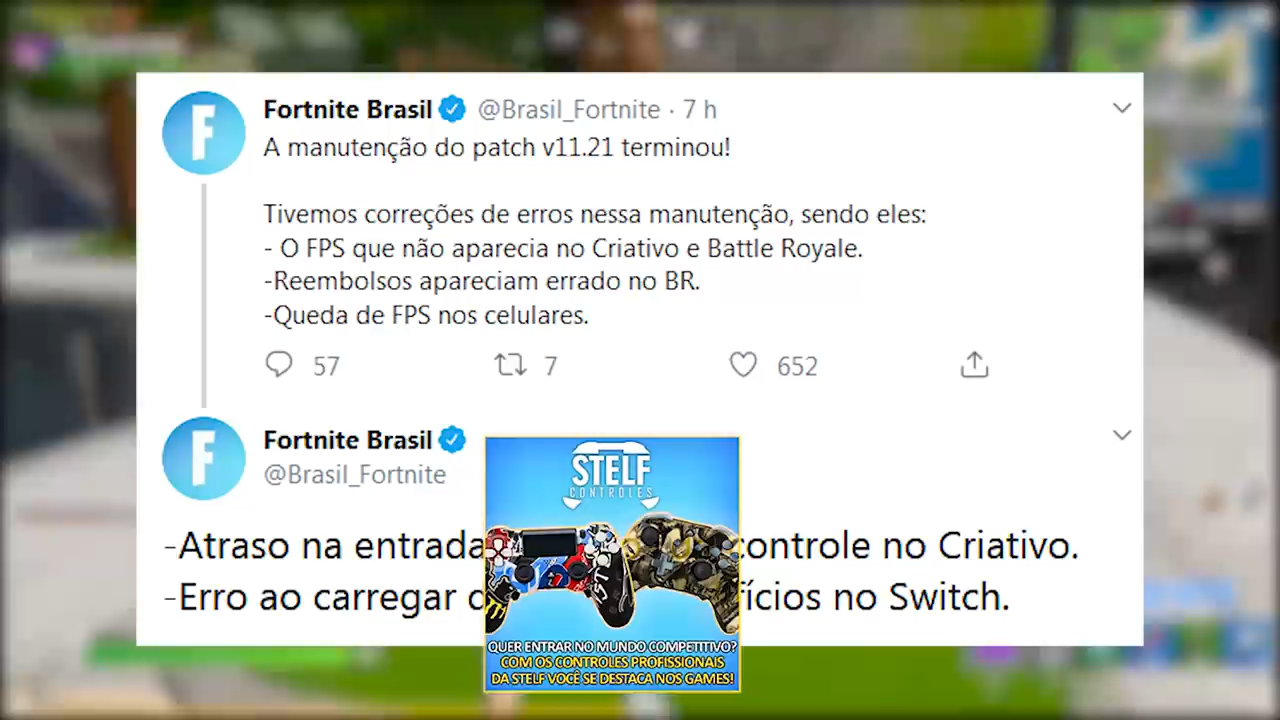 Fortnite Brasil @Brasil_Fortnite · 7 h
A manutenção do patch v11.21 terminou!
Tivemos correções de erros nessa manutenção, sendo eles:
- O FPS que não aparecia no Criativo e Battle Royale.
-Reembolsos apareciam errado no BR.
-Queda de FPS nos celulares.
57 7 652
Fortnite Brasil
@Brasil_Fortnite
-Atraso na entrada controle no Criativo.
-Erro ao carregar no Switch.
STELF
CONTROLES
QUER ENTRAR NO MUNDO COMPETITIVO?
COM OS CONTROLES PROFISSIONAIS
DA STELF VOCÊ SE DESTACA NOS GAMES!